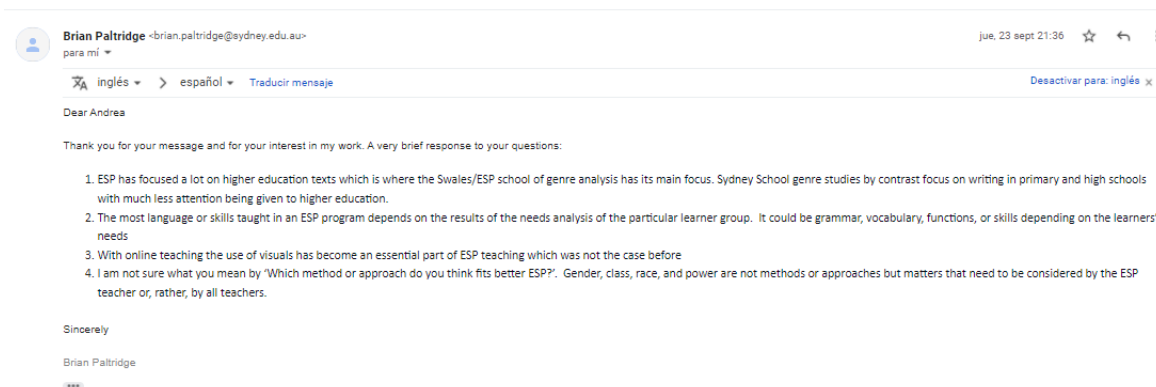 Brian Paltridge <brian.paltridge@sydney.edu.au>
jue, 23 sept 21:36
para mí
inglés
español
Traducir mensaje
Desactivar para: inglés x
Dear Andrea
Thank you for your message and for your interest in my work. A very brief response to your questions:
1. ESP has focused a lot on higher education texts which is where the Swales/ESP school of genre analysis has its main focus. Sydney School genre studies by contrast focus on writing in primary and high schools
with much less attention being given to higher education.
2. The most language or skills taught in an ESP program depends on the results of the needs analysis of the particular learner group.  It could be grammar, vocabulary, functions, or skills depending on the learners'
needs
3. With online teaching the use of visuals has become an essential part of ESP teaching which was not the case before
4. I am not sure what you mean by ‘Which method or approach do you think fits better ESP?’.  Gender, class, race, and power are not methods or approaches but matters that need to be considered by the ESP
teacher or, rather, by all teachers.
Sincerely
Brian Paltridge